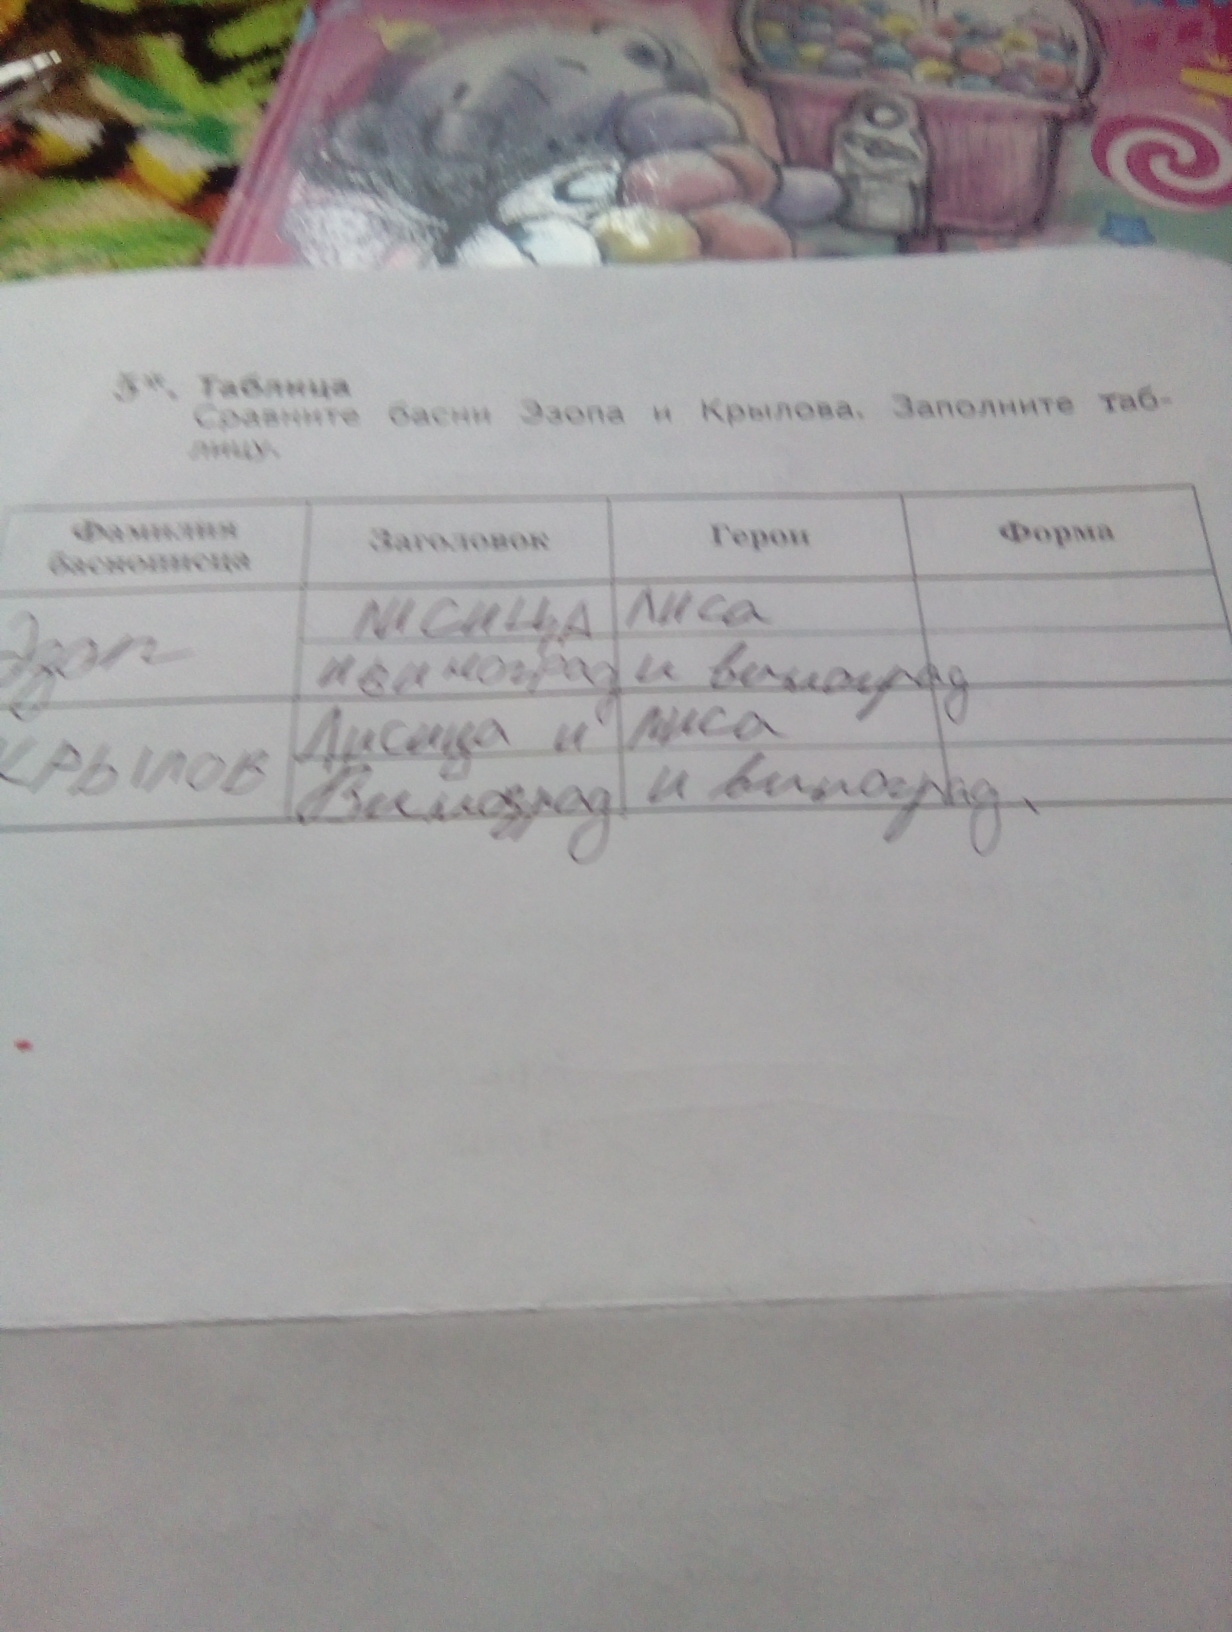 5*. Таблица
Сравните басни Эзопа и Крылова. Заполните таб-
лицу.
Фамилия баснописца Заголовок Герои Форма
Эзоп лисица Лиса
и виноград и виноград
Крылов Лисица и Лиса
Виноград и виноград.